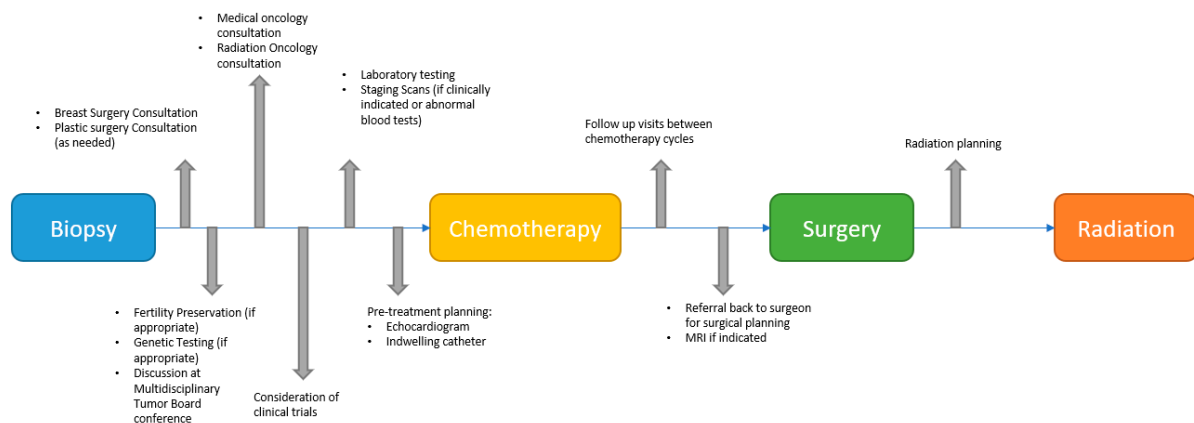 • Medical oncology
consultation
• Radiation Oncology
consultation
• Laboratory testing
• Staging Scans (if clinically
indicated or abnormal
blood tests)
• Breast Surgery Consultation
• Plastic surgery Consultation
(as needed)
Follow up visits between
chemotherapy cycles
Radiation planning
Biopsy
Chemotherapy
Surgery
Radiation
• Fertility Preservation (if
appropriate)
• Genetic Testing (if
appropriate)
• Discussion at
Multidisciplinary
Tumor Board
conference
Consideration of
clinical trials
Pre-treatment planning:
• Echocardiogram
• Indwelling catheter
• Referral back to surgeon
for surgical planning
• MRI if indicated